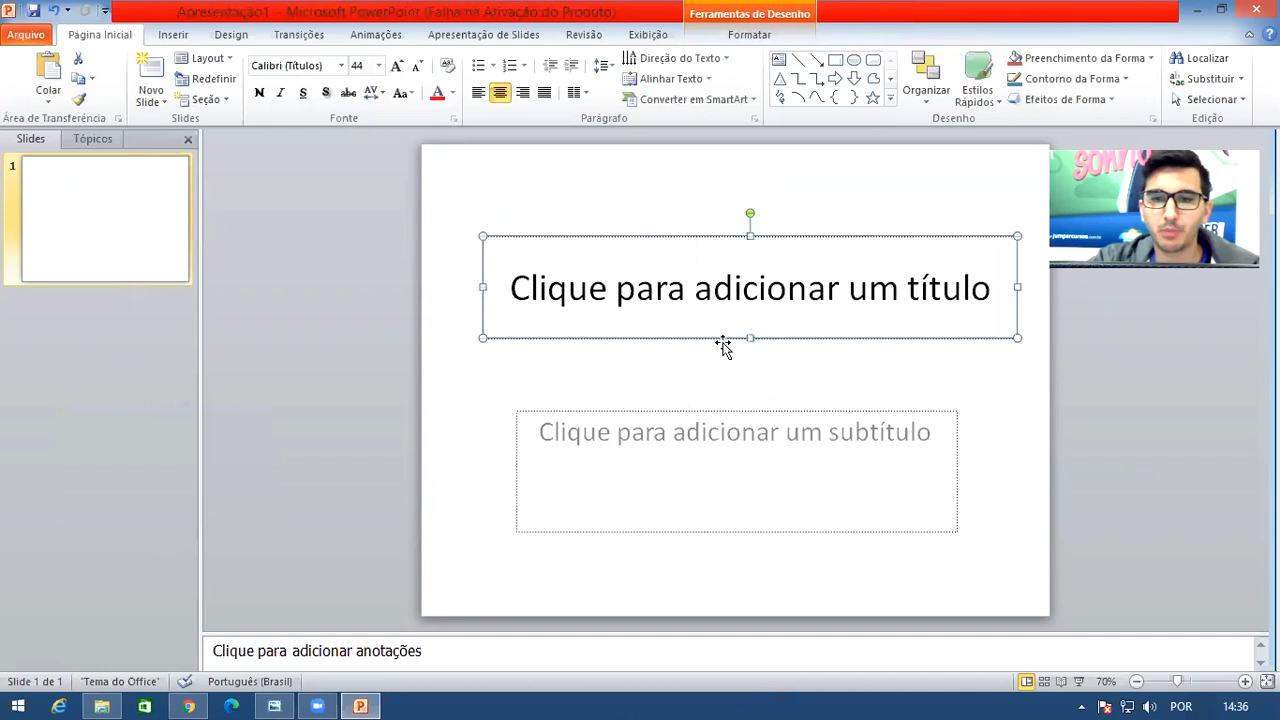 Apresentação1 - Microsoft PowerPoint (Falha na Ativação do Produto)
Ferramentas de Desenho
Arquivo
Página Inicial
Inserir
Design
Transições
Animações
Apresentação de Slides
Revisão
Exibição
Formatar
Colar
Novo
Slide
Layout
Redefinir
Seção
Calibri (Títulos)
44
N I S S abc AV Aa A
Direção do Texto
Alinhar Texto
Converter em SmartArt
Organizar
Estilos
Rápidos
Preenchimento da Forma
Contorno da Forma
Efeitos de Forma
Localizar
Substituir
Selecionar
Área de Transferência
Slides
Fonte
Parágrafo
Desenho
Edição
Slides
Tópicos
1
SONHO
www.jumpercursos.com.br
Clique para adicionar um título
Clique para adicionar um subtítulo
Clique para adicionar anotações
Slide 1 de 1
"Tema do Office"
Português (Brasil)
70%
POR
14:36